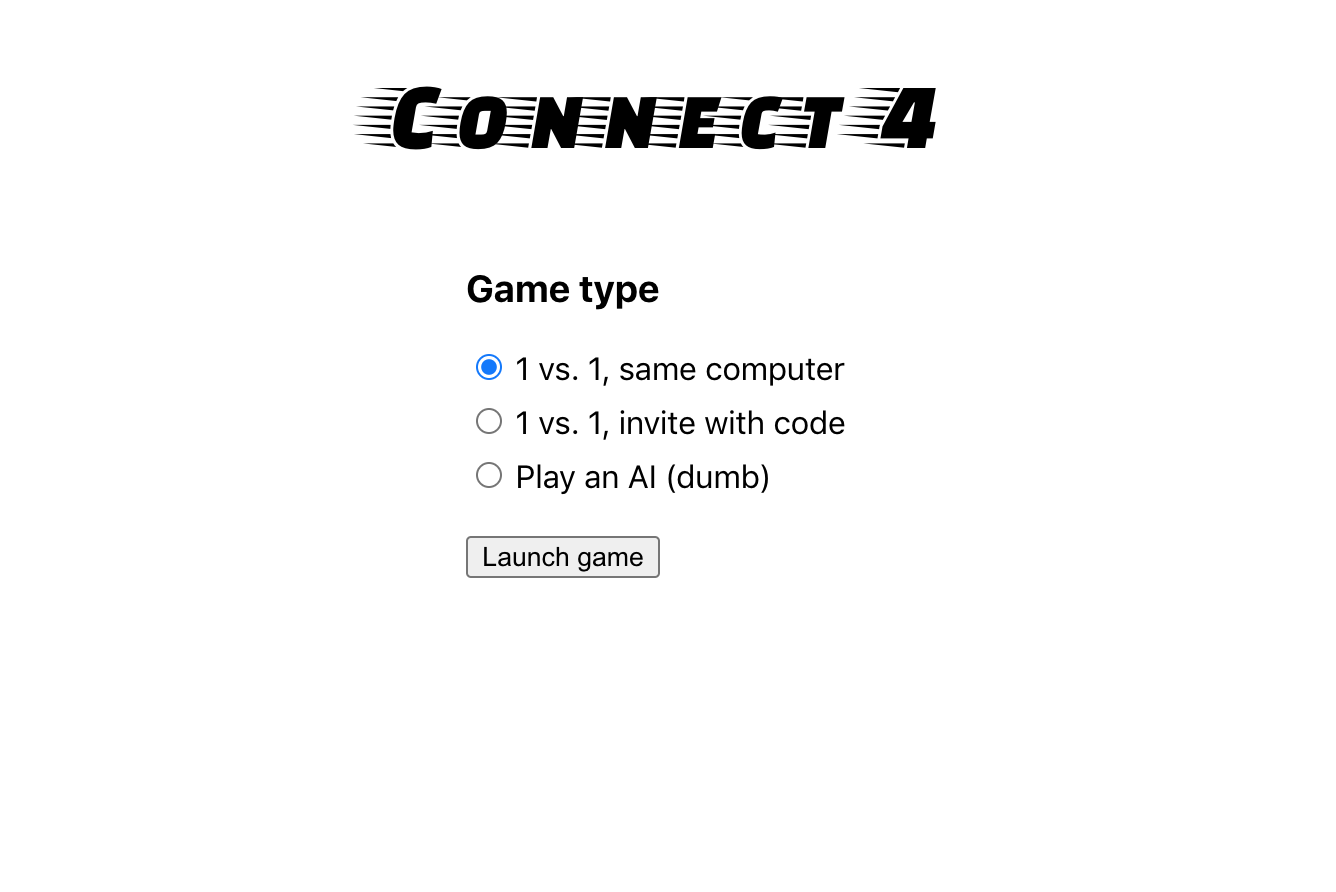 Connect 4
Game type
1 vs. 1, same computer
1 vs. 1, invite with code
Play an AI (dumb)
Launch game